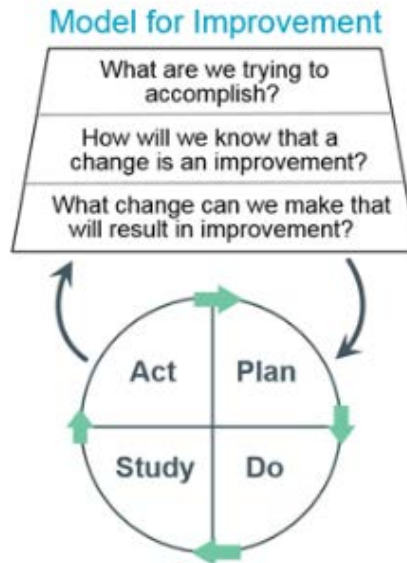 Model for Improvement
What are we trying to
accomplish?
How will we know that a
change is an improvement?
What change can we make that
will result in improvement?
Act
Plan
Study
Do